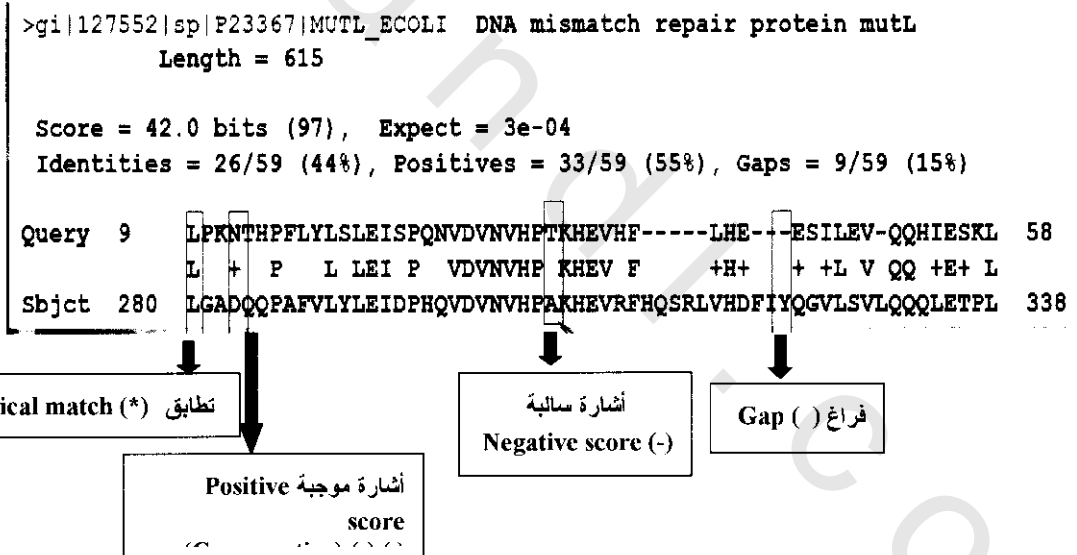 >gi|127552|sp|P23367|MUTL_ECOLI DNA mismatch repair protein mutL
Length = 615
Score = 42.0 bits (97), Expect = 3e-04
Identities = 26/59 (44%), Positives = 33/59 (55%), Gaps = 9/59 (15%)
Query 9 LPKNTHPFLYLSLEISPQNVDVNVHPTKHEVHF-----LHE---ESILEV-QQHIESKL 58
L + P L LEI P VDVNVHP KHEV F +H+ + +L V QQ +E+ L
Sbjct 280 LGADQQPAFVLYLEIDPHQVDVNVHPAKHEVRFHQSRLVHDFIYQGVLSVLQQQLETPL 338
ical match (*) تطابق
أشارة سالبة
Negative score (-)
فراغ Gap ( )
أشارة موجبة Positive
score